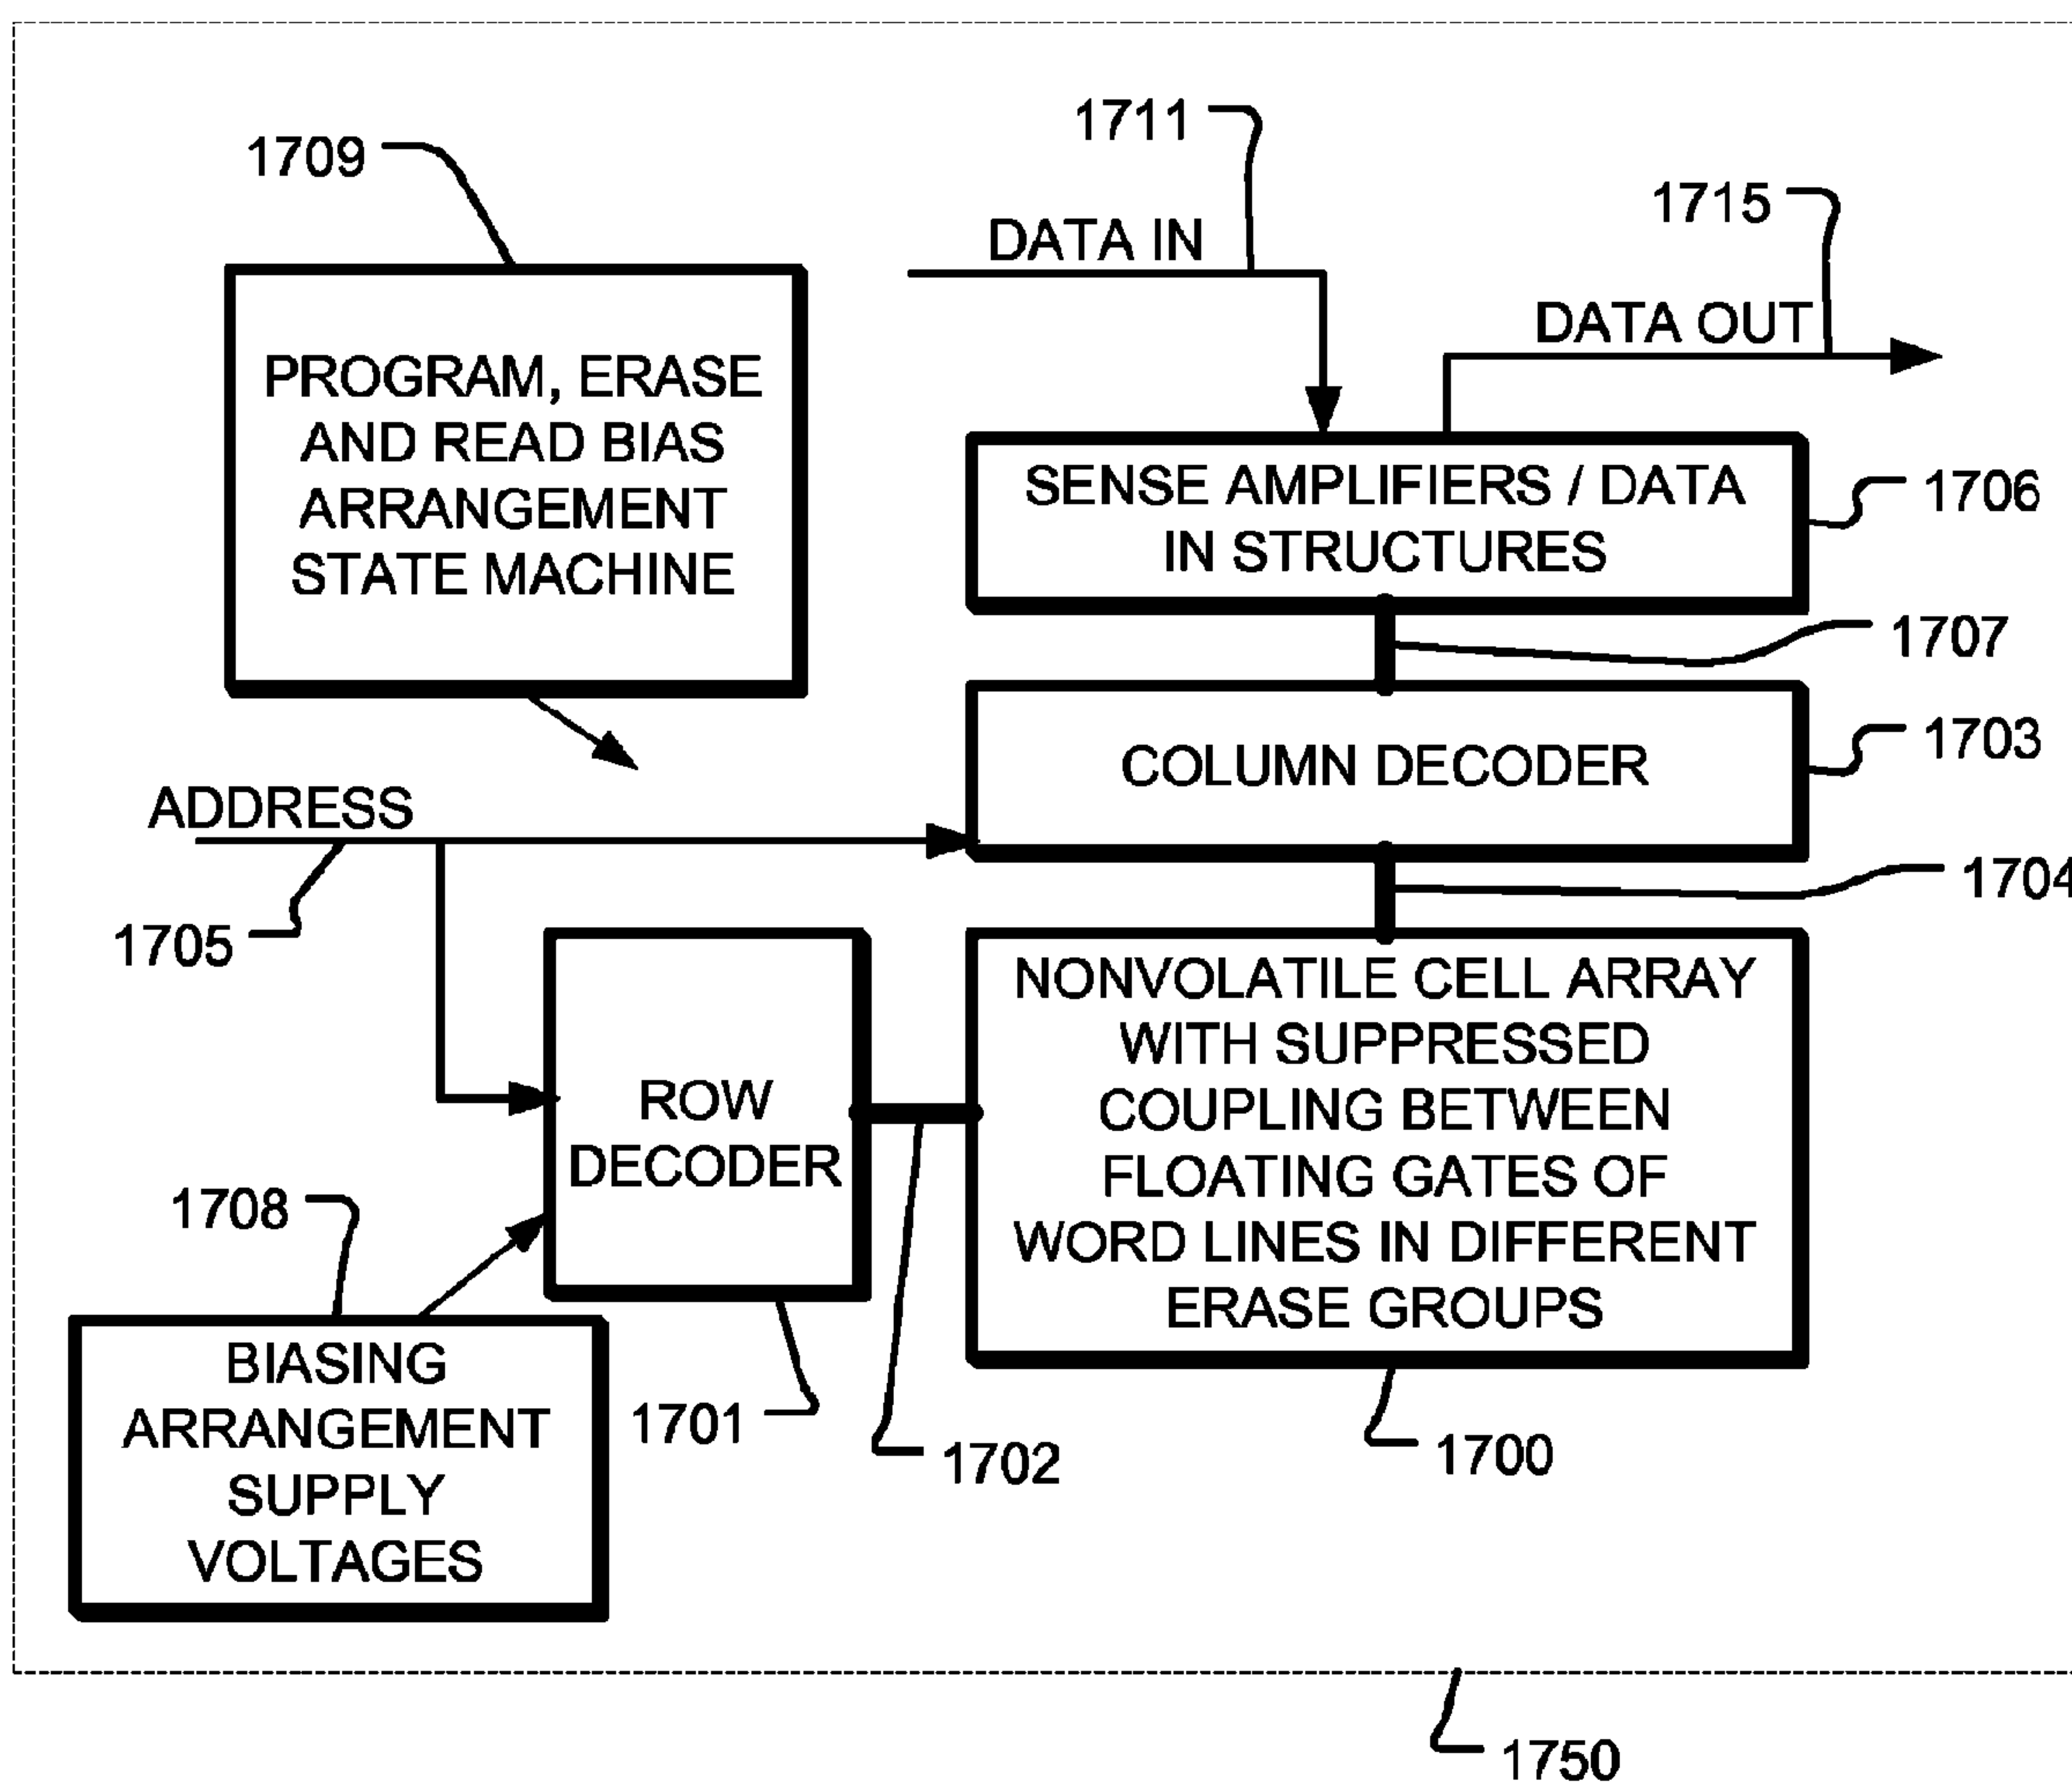 1711
1709
1715
DATA IN
DATA OUT
PROGRAM, ERASE
AND READ BIAS
ARRANGEMENT
STATE MACHINE
SENSE AMPLIFIERS / DATA
IN STRUCTURES
1706
1707
COLUMN DECODER
1703
ADDRESS
1704
1705
NONVOLATILE CELL ARRAY
WITH SUPPRESSED
COUPLING BETWEEN
FLOATING GATES OF
WORD LINES IN DIFFERENT
ERASE GROUPS
ROW
DECODER
1708
BIASING
ARRANGEMENT
SUPPLY
VOLTAGES
1701
1702
1700
1750